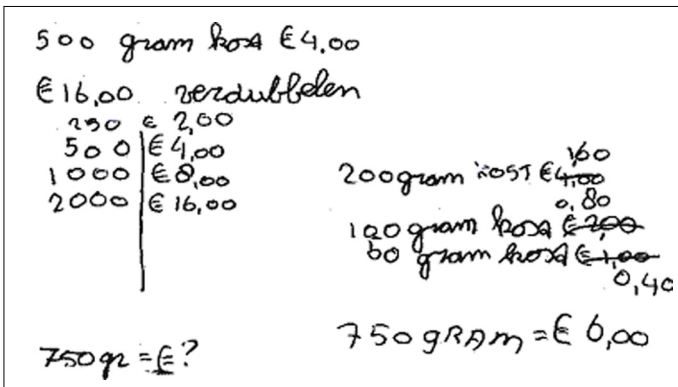 500 gram kost €4,00
€16,00 verdubbelen
250 € 2,00
500 €4,00
1000 €8,00
2000 €16,00
750 gr = €?
1,60
200 gram KOST €4,00
0,80
100 gram kost €2,00
50 gram kost €1,00
0,40
750 GRAM = € 6,00